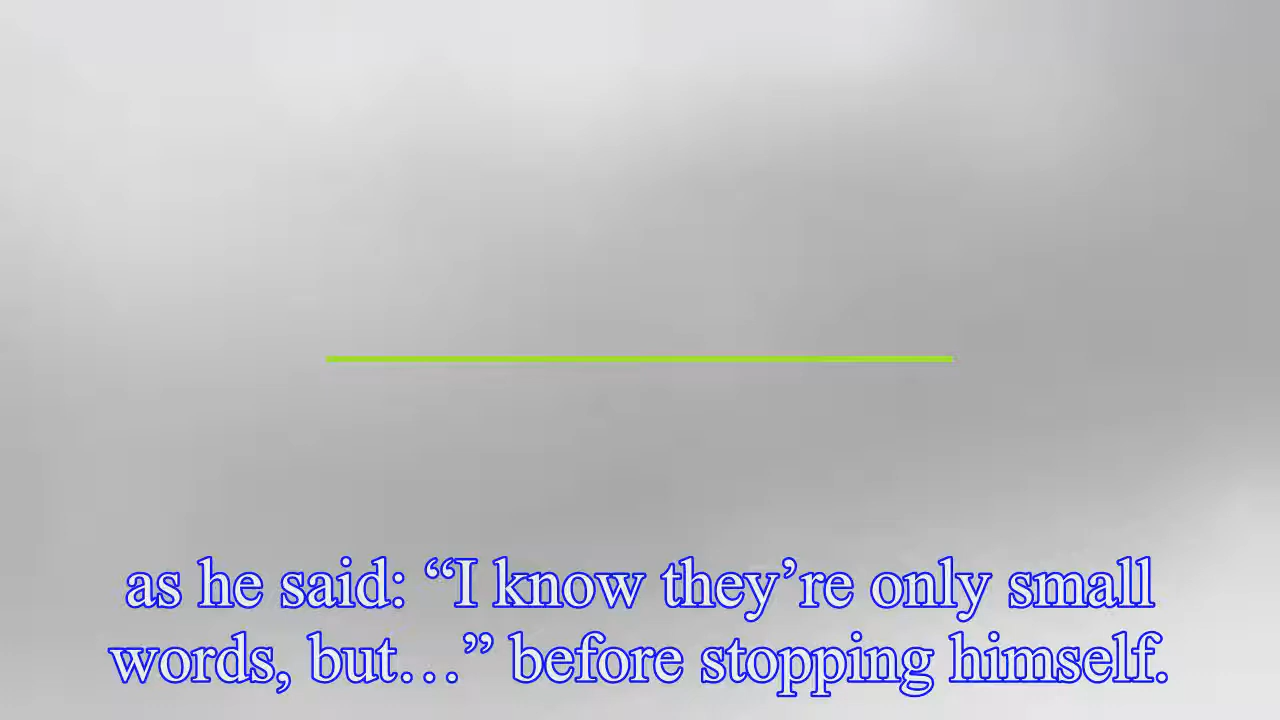 as he said: “I know they’re only small
words, but…” before stopping himself.